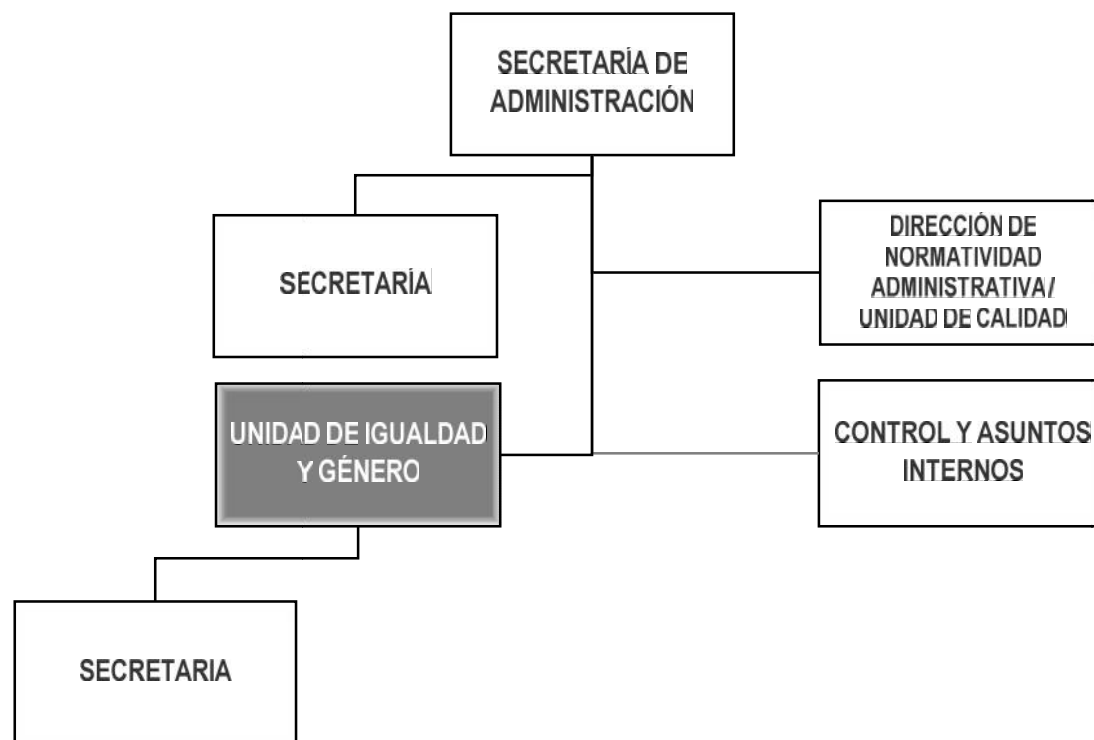 SECRETARÍA DE
ADMINISTRACIÓN
SECRETARÍA
DIRECCIÓN DE
NORMATIVIDAD
ADMINISTRATIVA/
UNIDAD DE CALIDAD
UNIDAD DE IGUALDAD
Y GÉNERO
CONTROL Y ASUNTOS
INTERNOS
SECRETARIA